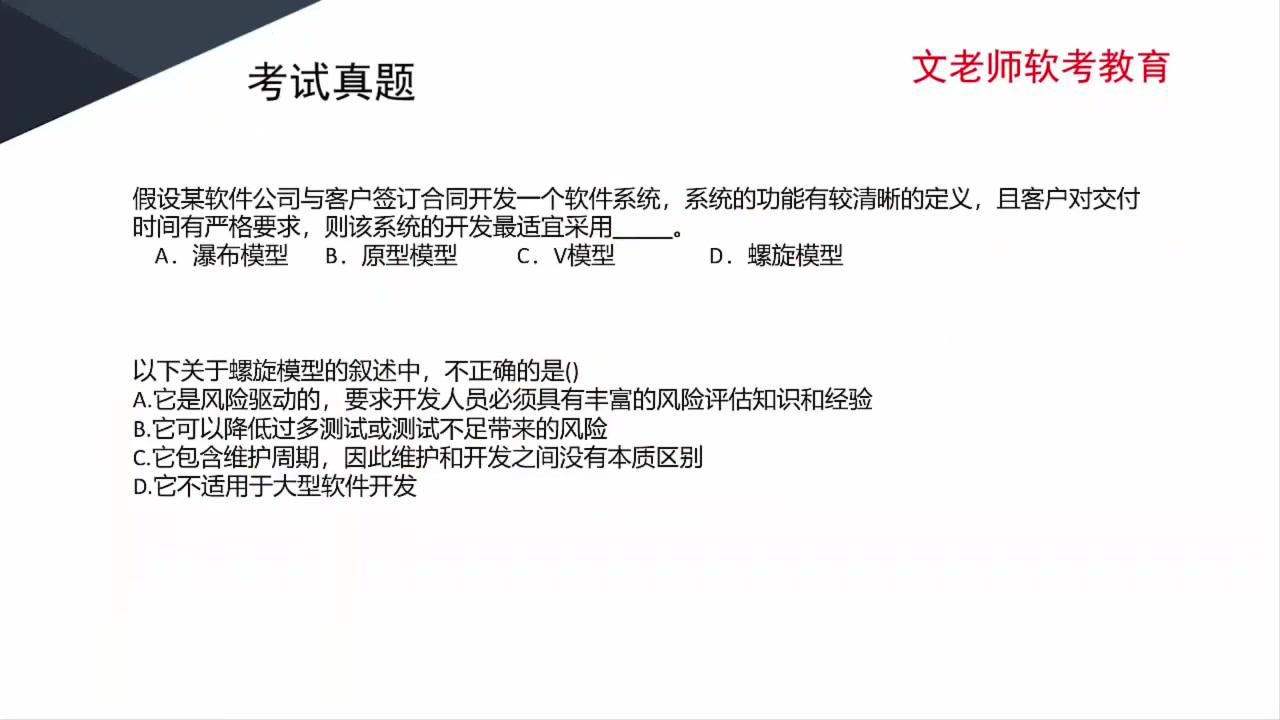 考试真题
文老师软考教育
假设某软件公司与客户签订合同开发一个软件系统，系统的功能有较清晰的定义，且客户对交付
时间有严格要求，则该系统的开发最适宜采用_____。
A．瀑布模型 B．原型模型 C．V模型 D．螺旋模型
以下关于螺旋模型的叙述中，不正确的是()
A.它是风险驱动的，要求开发人员必须具有丰富的风险评估知识和经验
B.它可以降低过多测试或测试不足带来的风险
C.它包含维护周期，因此维护和开发之间没有本质区别
D.它不适用于大型软件开发